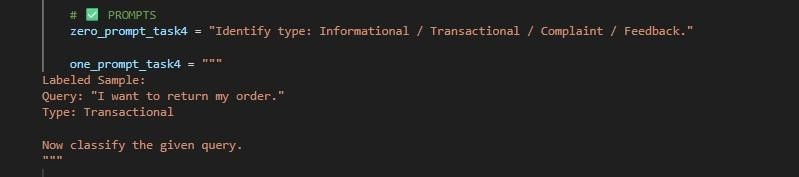 # ✅ PROMPTS
zero_prompt_task4 = "Identify type: Informational / Transactional / Complaint / Feedback."
one_prompt_task4 = """
Labeled Sample:
Query: "I want to return my order."
Type: Transactional
Now classify the given query.
"""